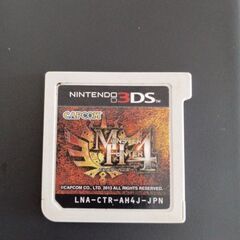 NINTENDO 3DS
CAPCOM
MH4
©CAPCOM CO., LTD. 2013 ALL RIGHTS RESERVED.
LNA-CTR-AH4J-JPN